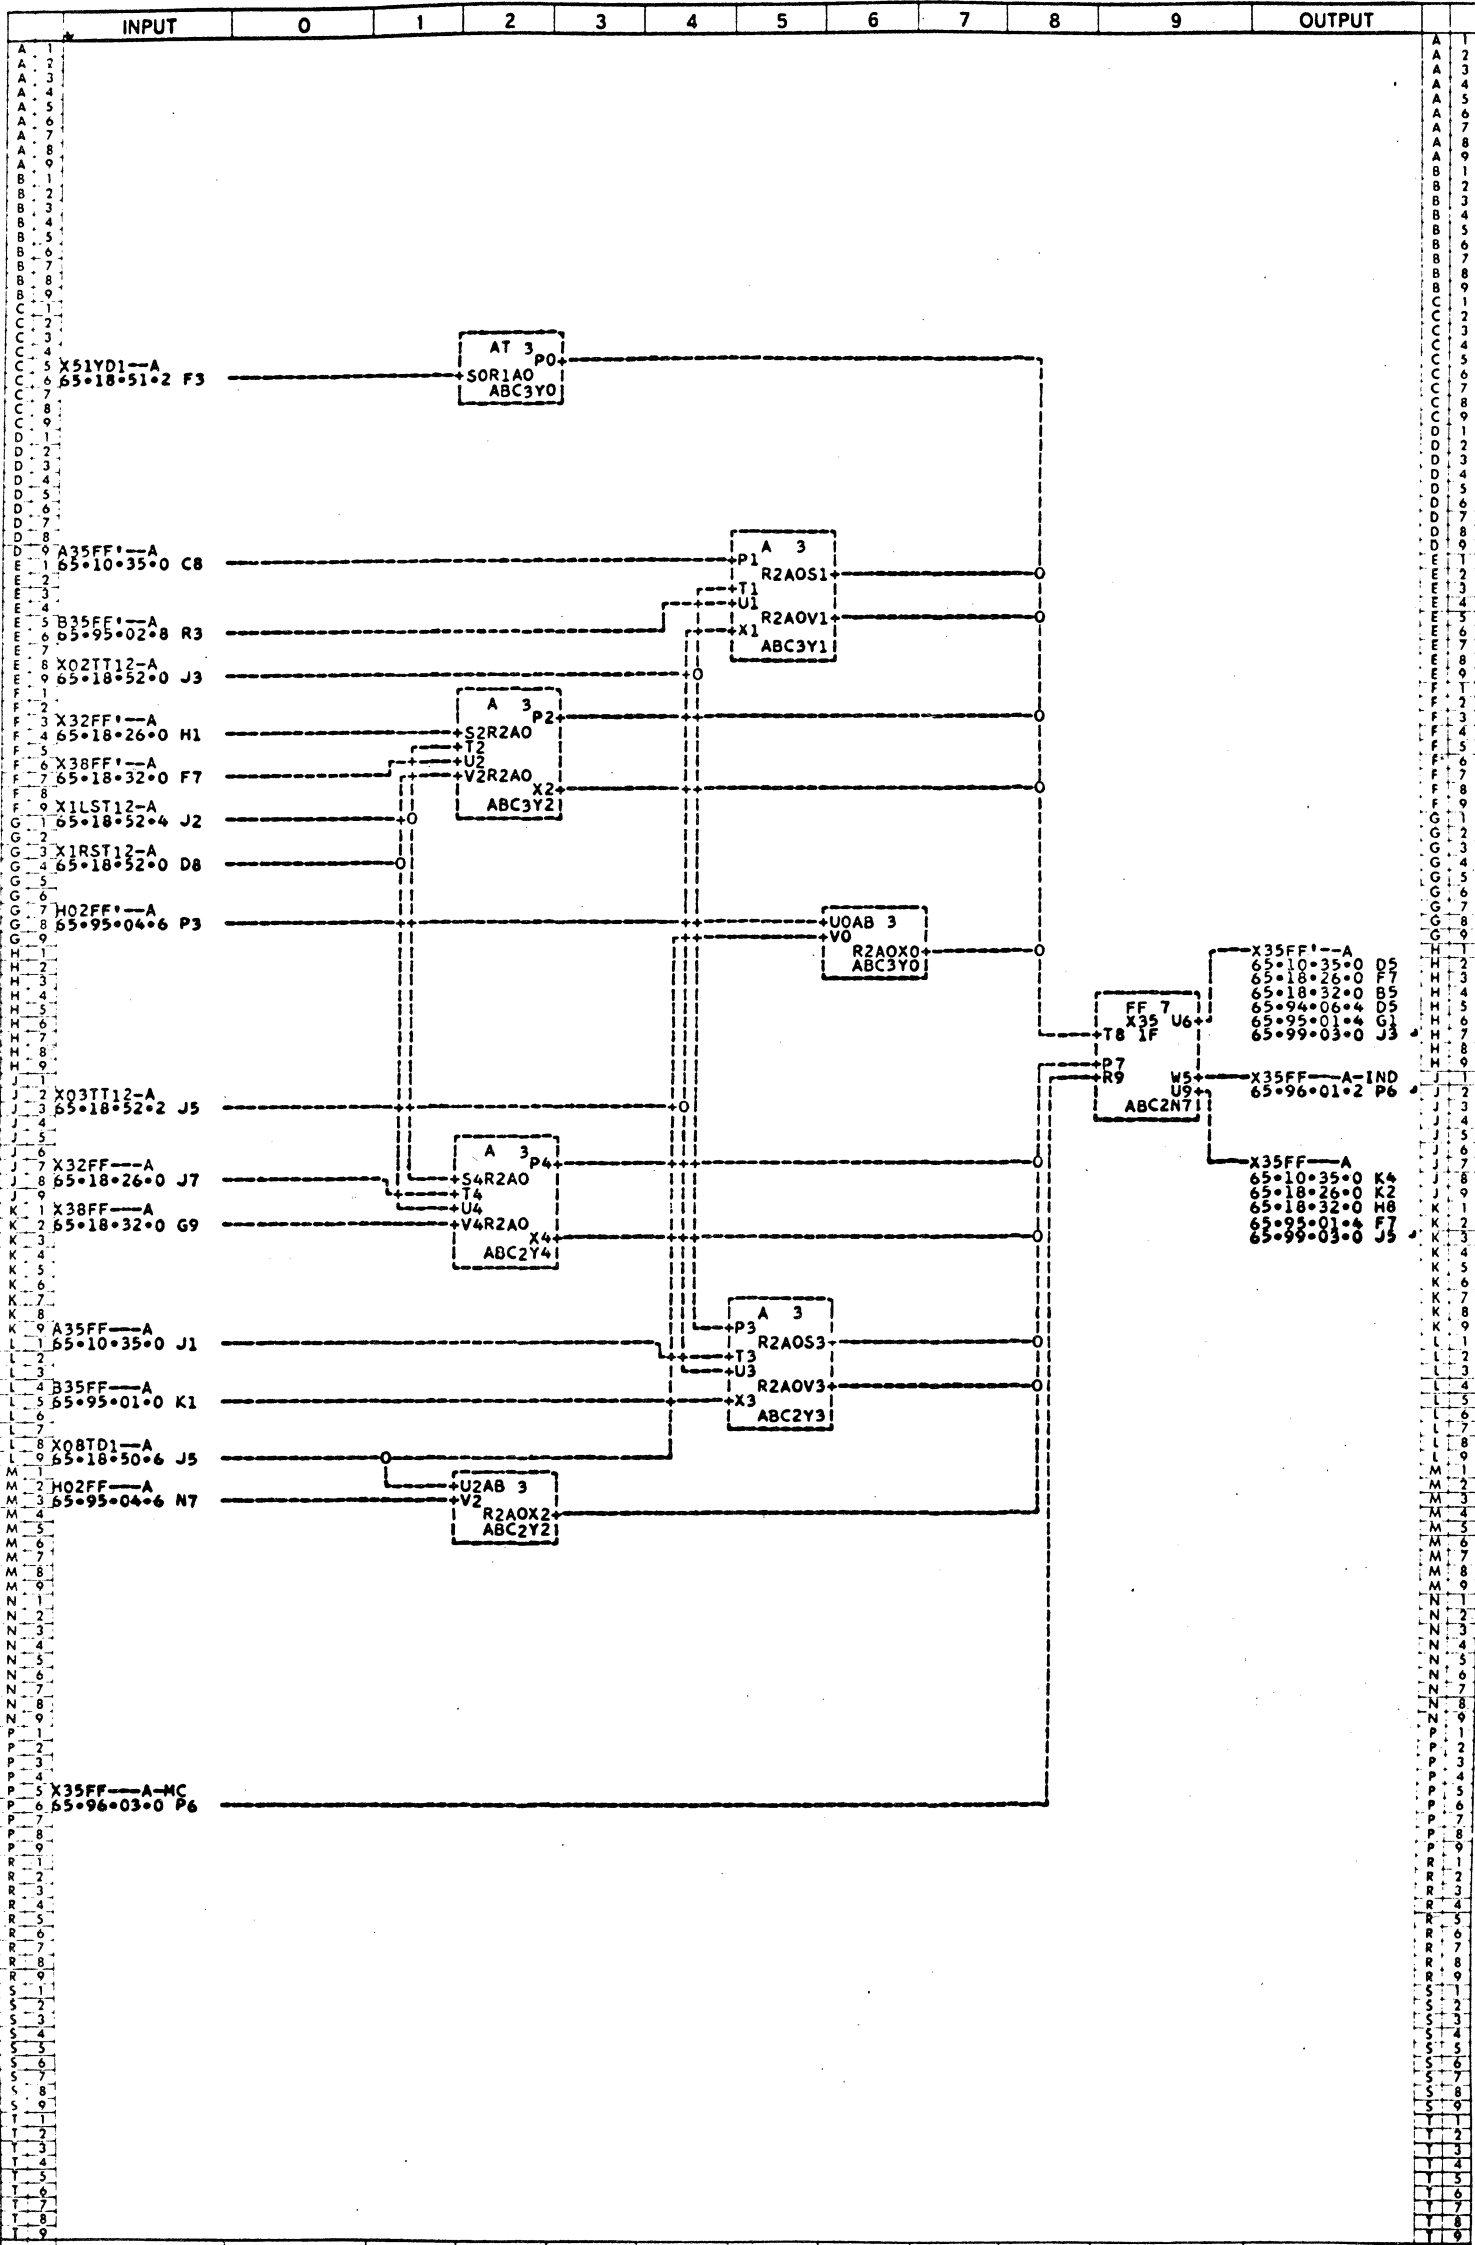 INPUT 0 1 2 3 4 5 6 7 8 9 OUTPUT
AT 3
P0
X51YD1--A
65•18•51•2 F3
S0R1A0
ABC3Y0
A35FF'--A
65•10•35•0 C8
A 3
P1
R2A0S1
T1
U1
B35FF'--A
65•95•02•8 R3
R2A0V1
X1
ABC3Y1
X02TT12-A
65•18•52•0 J3
X32FF'--A
65•18•26•0 H1
A 3
P2
S2R2A0
T2
U2
X38FF'--A
65•18•32•0 F7
V2R2A0
X2
ABC3Y2
X1LST12-A
65•18•52•4 J2
X1RST12-A
65•18•52•0 D8
H02FF'--A
65•95•04•6 P3
U0AB 3
V0
R2A0X0
ABC3Y0
X35FF'--A
65•10•35•0 D5
65•18•26•0 F7
65•18•32•0 B5
65•94•06•4 D5
65•95•01•4 G1
65•99•03•0 J3
FF 7
X35 U6
T8 1F
P7
R9
W5
U9
ABC2N7
X35FF---A-IND
65•96•01•2 P6
X03TT12-A
65•18•52•2 J5
X32FF---A
65•18•26•0 J7
A 3
P4
S4R2A0
T4
U4
X38FF---A
65•18•32•0 G9
V4R2A0
X4
ABC2Y4
X35FF---A
65•10•35•0 K4
65•18•26•0 K2
65•18•32•0 H8
65•95•01•4 F7
65•99•03•0 J5
A35FF---A
65•10•35•0 J1
A 3
P3
R2A0S3
T3
U3
B35FF---A
65•95•01•0 K1
R2A0V3
X3
ABC2Y3
X08TD1--A
65•18•50•6 J5
H02FF---A
65•95•04•6 N7
U2AB 3
V2
R2A0X2
ABC2Y2
X35FF---A-MC
65•96•03•0 P6